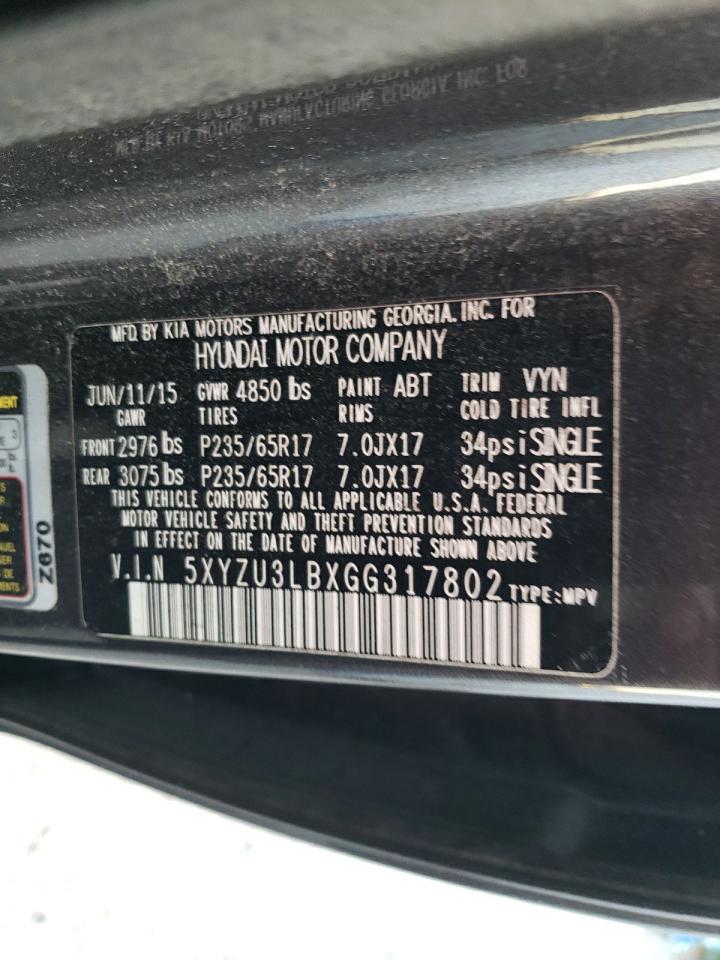 MFD. BY KIA MOTORS MANUFACTURING GEORGIA. INC. FOR
HYUNDAI MOTOR COMPANY
JUN/11/15 GVWR 4850 lbs PAINT ABT TRIM VYN
GAWR TIRES RIMS COLD TIRE INFL
FRONT 2976 lbs P235/65R17 7.0JX17 34psi SINGLE
REAR 3075 lbs P235/65R17 7.0JX17 34psi SINGLE
THIS VEHICLE CONFORMS TO ALL APPLICABLE U.S.A. FEDERAL
MOTOR VEHICLE SAFETY AND THEFT PREVENTION STANDARDS
IN EFFECT ON THE DATE OF MANUFACTURE SHOWN ABOVE
V.I.N 5XYZU3LBXGG317802 TYPE:MPV
Z670